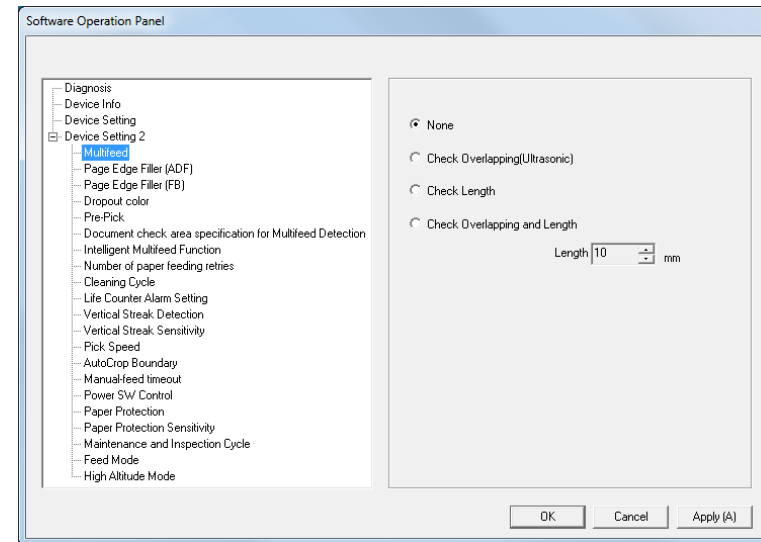 Software Operation Panel
Diagnosis
Device Info
Device Setting
Device Setting 2
Multifeed
Page Edge Filler (ADF)
Page Edge Filler (FB)
Dropout color
Pre-Pick
Document check area specification for Multifeed Detection
Intelligent Multifeed Function
Number of paper feeding retries
Cleaning Cycle
Life Counter Alarm Setting
Vertical Streak Detection
Vertical Streak Sensitivity
Pick Speed
AutoCrop Boundary
Manual-feed timeout
Power SW Control
Paper Protection
Paper Protection Sensitivity
Maintenance and Inspection Cycle
Feed Mode
High Altitude Mode
None
Check Overlapping(Ultrasonic)
Check Length
Check Overlapping and Length
Length 10 mm
OK Cancel Apply (A)